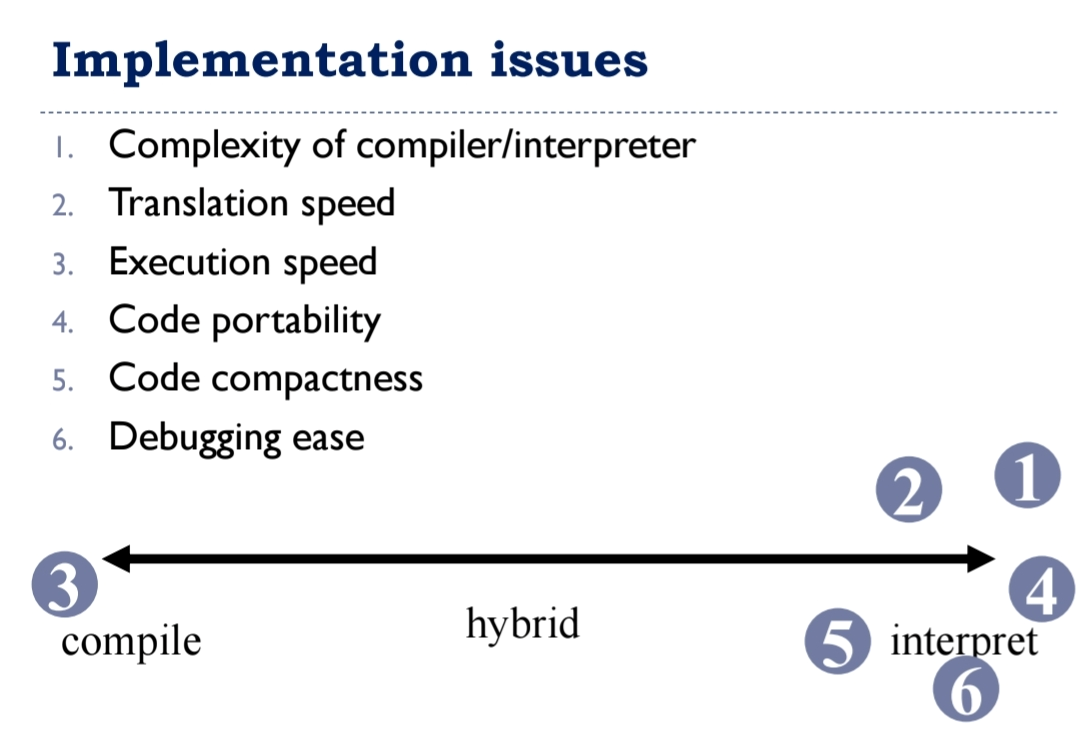 Implementation issues
1. Complexity of compiler/interpreter
2. Translation speed
3. Execution speed
4. Code portability
5. Code compactness
6. Debugging ease
2 1
3 4
compile hybrid 5 interpret
6